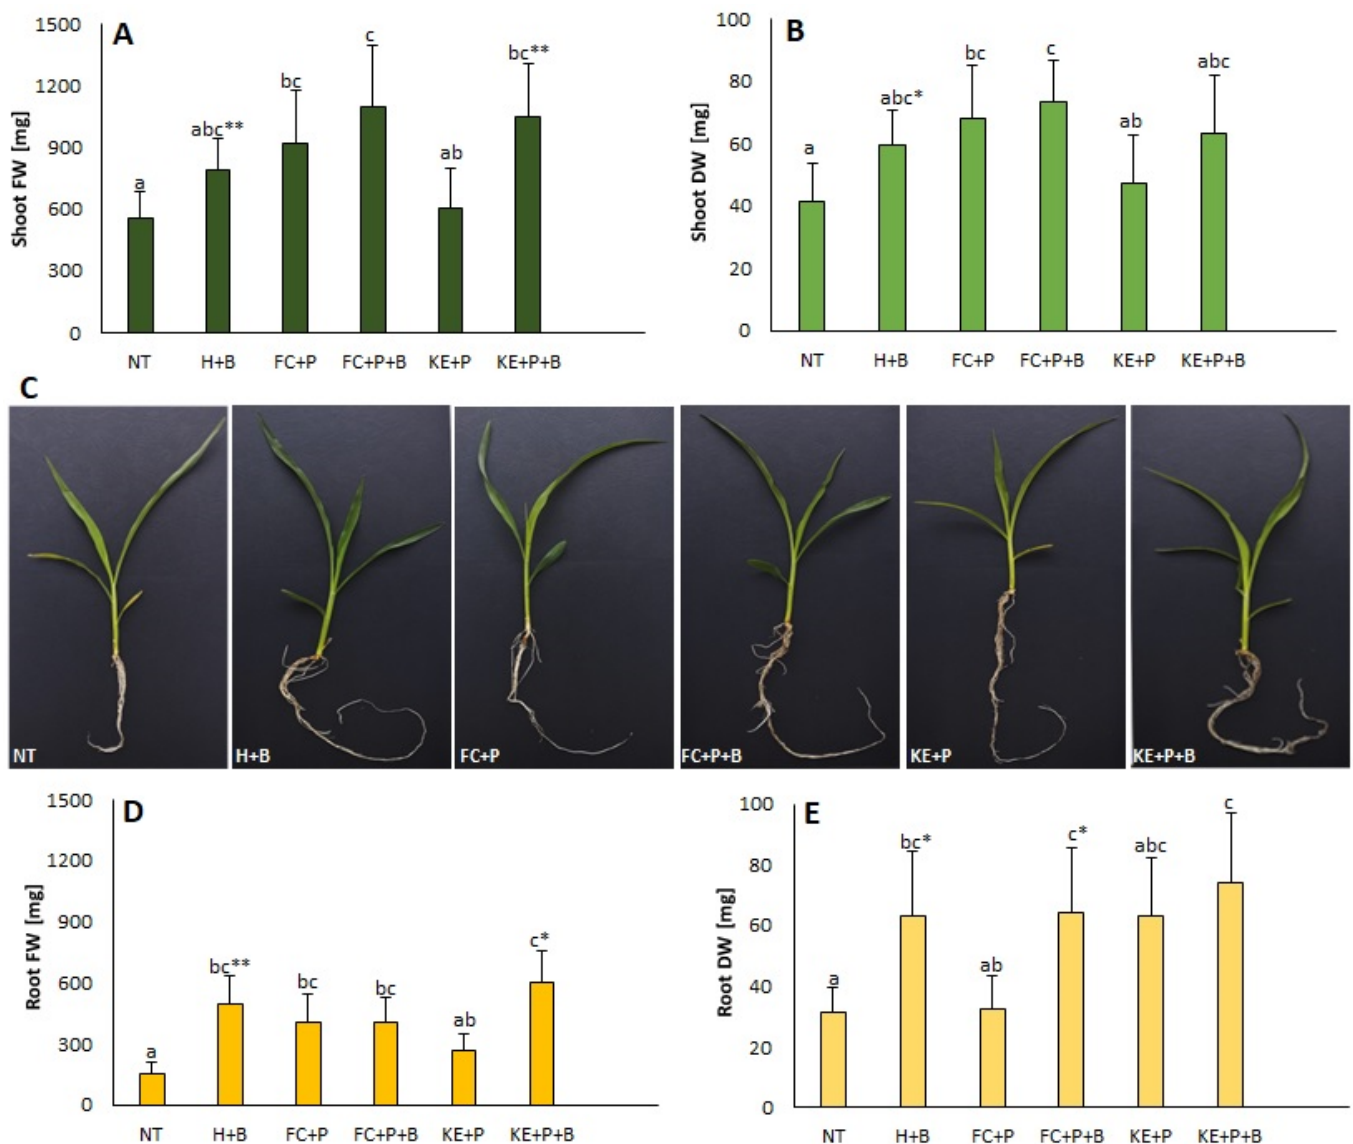 A
Shoot FW [mg]
1500
1200
900
600
300
0
a
abc**
bc
c
ab
bc**
NT H+B FC+P FC+P+B KE+P KE+P+B
B
Shoot DW [mg]
100
80
60
40
20
0
a
abc*
bc
c
ab
abc
NT H+B FC+P FC+P+B KE+P KE+P+B
C
NT H+B FC+P FC+P+B KE+P KE+P+B
D
Root FW [mg]
1500
1200
900
600
300
0
a
bc**
bc
bc
ab
c*
NT H+B FC+P FC+P+B KE+P KE+P+B
E
Root DW [mg]
100
80
60
40
20
0
a
bc*
ab
c*
abc
c
NT H+B FC+P FC+P+B KE+P KE+P+B